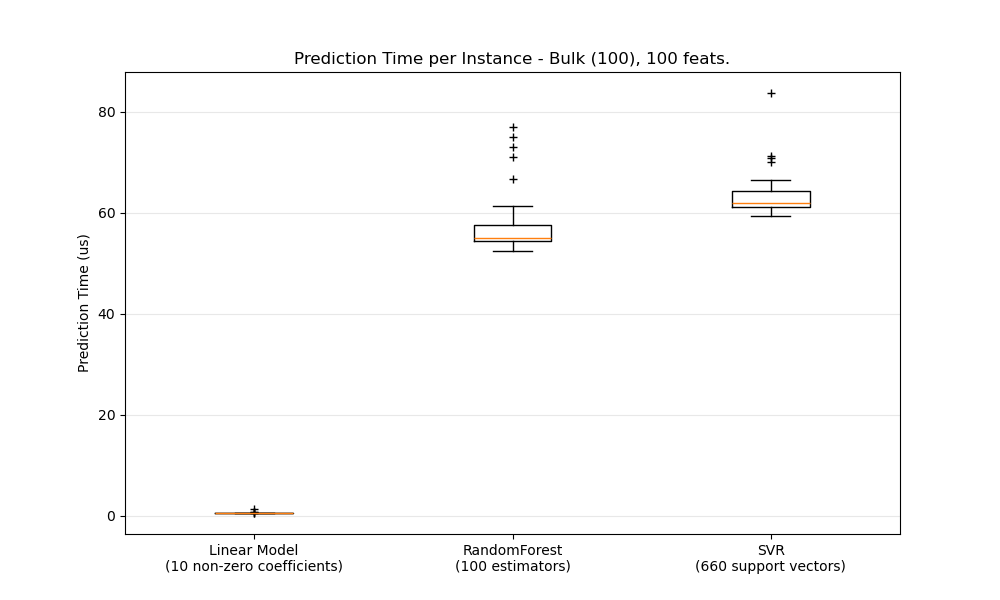 Prediction Time per Instance - Bulk (100), 100 feats.
Prediction Time (us)
80
60
40
20
0
Linear Model
(10 non-zero coefficients)
RandomForest
(100 estimators)
SVR
(660 support vectors)